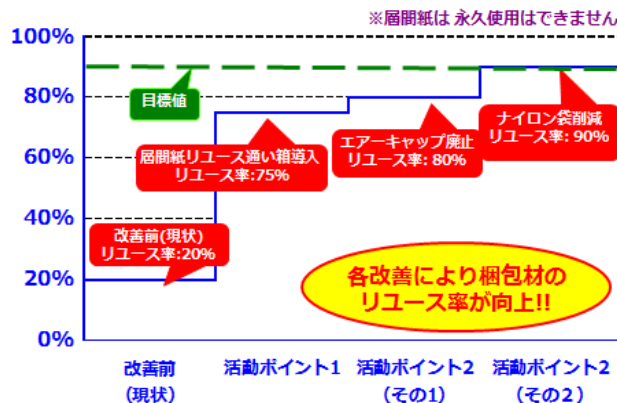 ※層間紙は 永久使用はできません
100%
80%
60%
40%
20%
0%
目標値
改善前(現状)
リユース率:20%
層間紙リユース通い箱導入
リユース率:75%
エアーキャップ廃止
リユース率: 80%
ナイロン袋削減
リユース率: 90%
各改善により梱包材の
リユース率が向上!!
改善前
(現状)
活動ポイント1
活動ポイント2
(その1)
活動ポイント2
(その2)